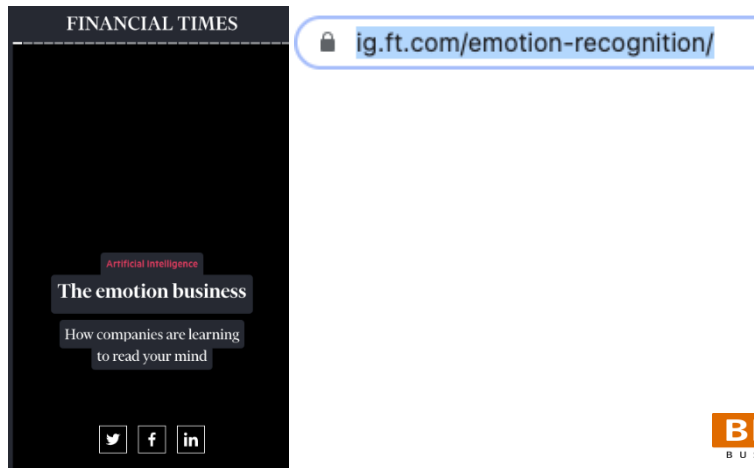 FINANCIAL TIMES
ig.ft.com/emotion-recognition/
Artificial Intelligence
The emotion business
How companies are learning
to read your mind
f
in
B
B U